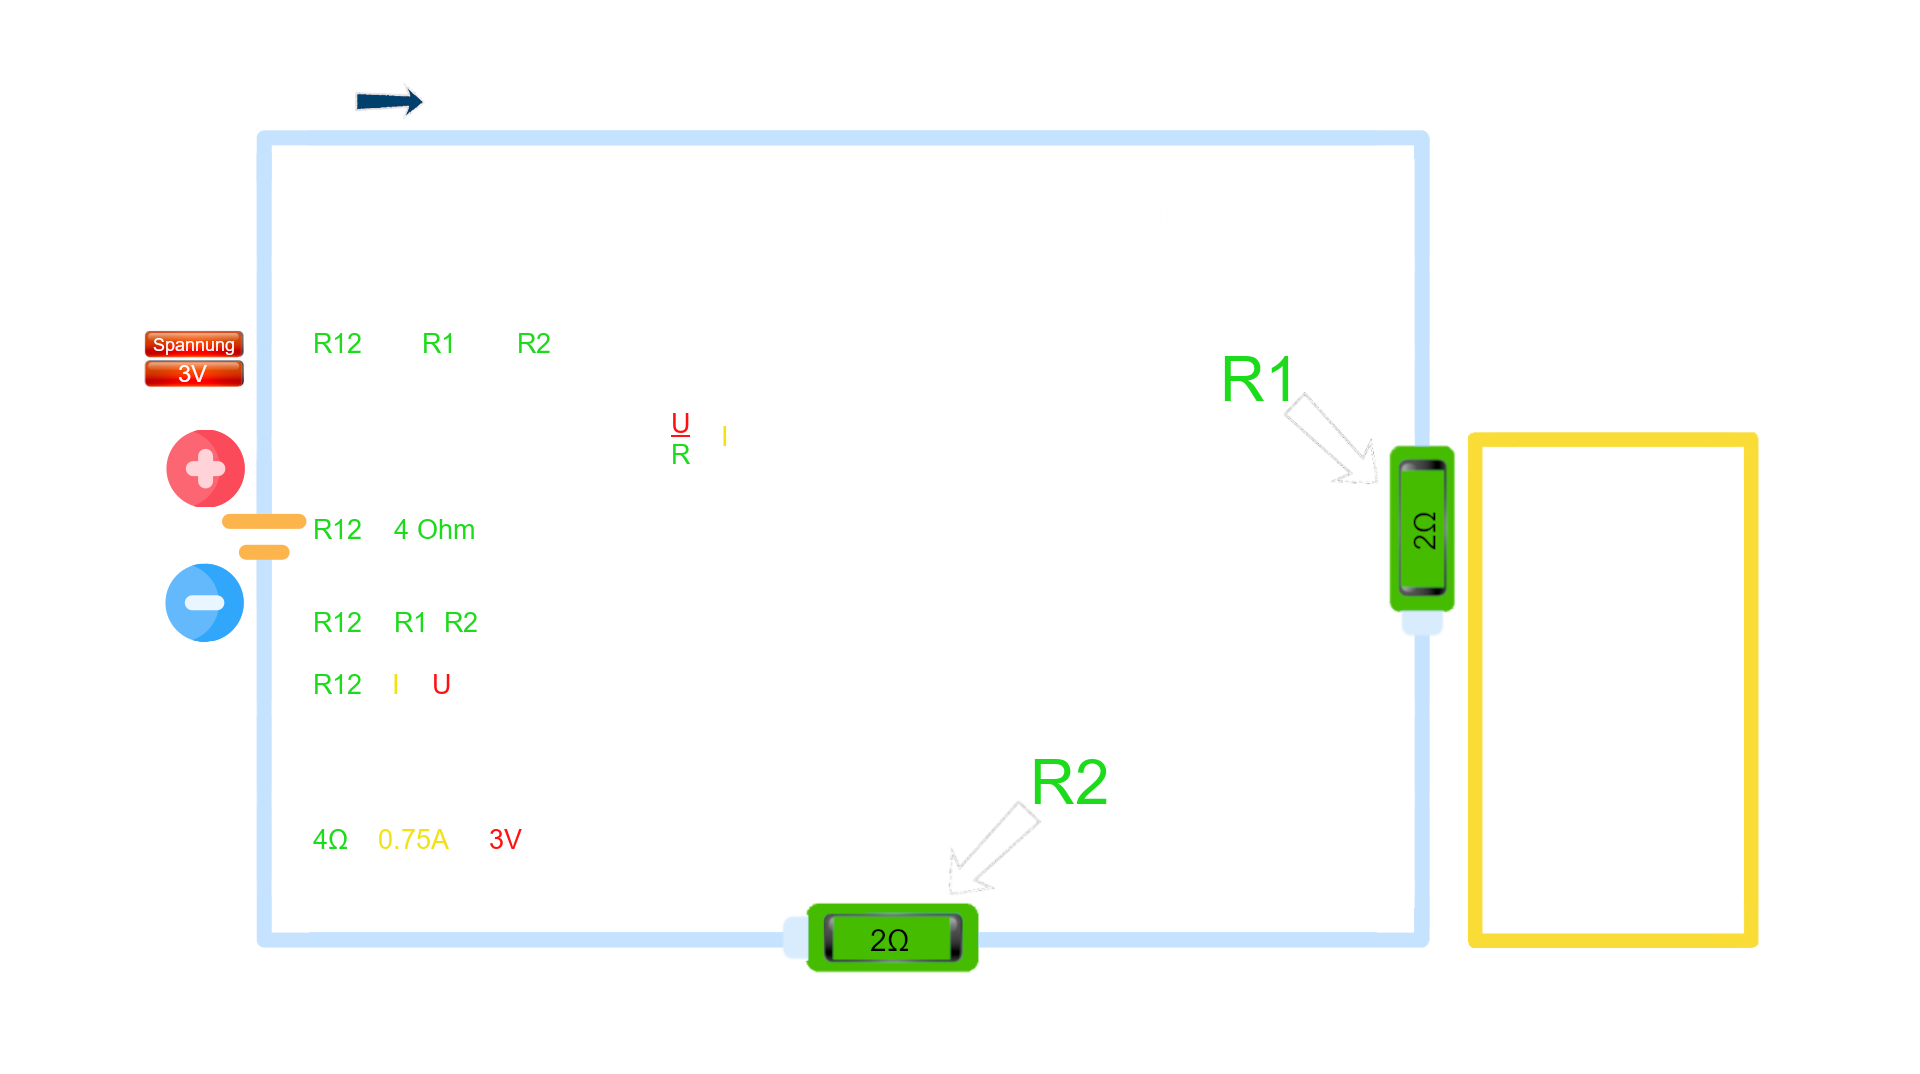 Spannung
3V
R12 R1 R2
R1
U
R
I
2Ω
R12 4 Ohm
R12 R1 R2
R12 I U
R2
4Ω 0.75A 3V
2Ω